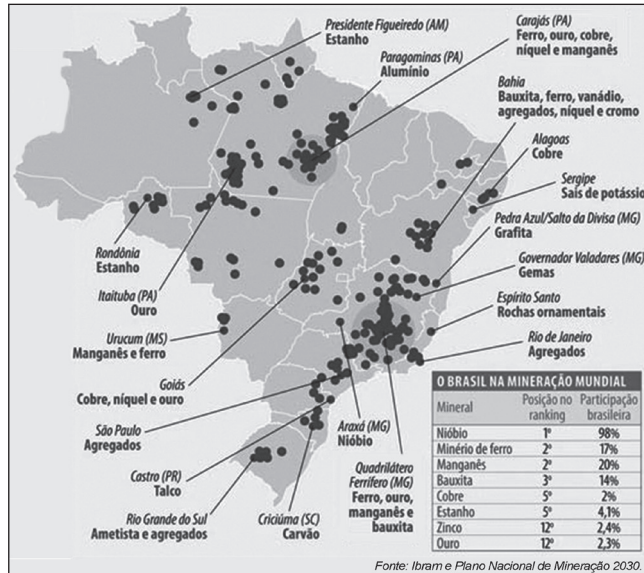 Presidente Figueiredo (AM)
Estanho
Carajás (PA)
Ferro, ouro, cobre,
níquel e manganês
Paragominas (PA)
Alumínio
Bahia
Bauxita, ferro, vanádio,
agregados, níquel e cromo
Alagoas
Cobre
Sergipe
Sais de potássio
Pedra Azul/Salto da Divisa (MG)
Grafita
Governador Valadares (MG)
Gemas
Espírito Santo
Rochas ornamentais
Rio de Janeiro
Agregados
Rondônia
Estanho
Itaituba (PA)
Ouro
Urucum (MS)
Manganês e ferro
Goiás
Cobre, níquel e ouro
São Paulo
Agregados
Castro (PR)
Talco
Rio Grande do Sul
Ametista e agregados
Criciúma (SC)
Carvão
Araxá (MG)
Nióbio
Quadrilátero
Ferrífero (MG)
Ferro, ouro,
manganês e
bauxita
O BRASIL NA MINERAÇÃO MUNDIAL
Mineral Posição no ranking Participação brasileira
Nióbio 1º 98%
Minério de ferro 2º 17%
Manganês 2º 20%
Bauxita 3º 14%
Cobre 5º 2%
Estanho 5º 4,1%
Zinco 12º 2,4%
Ouro 12º 2,3%
Fonte: Ibram e Plano Nacional de Mineração 2030.